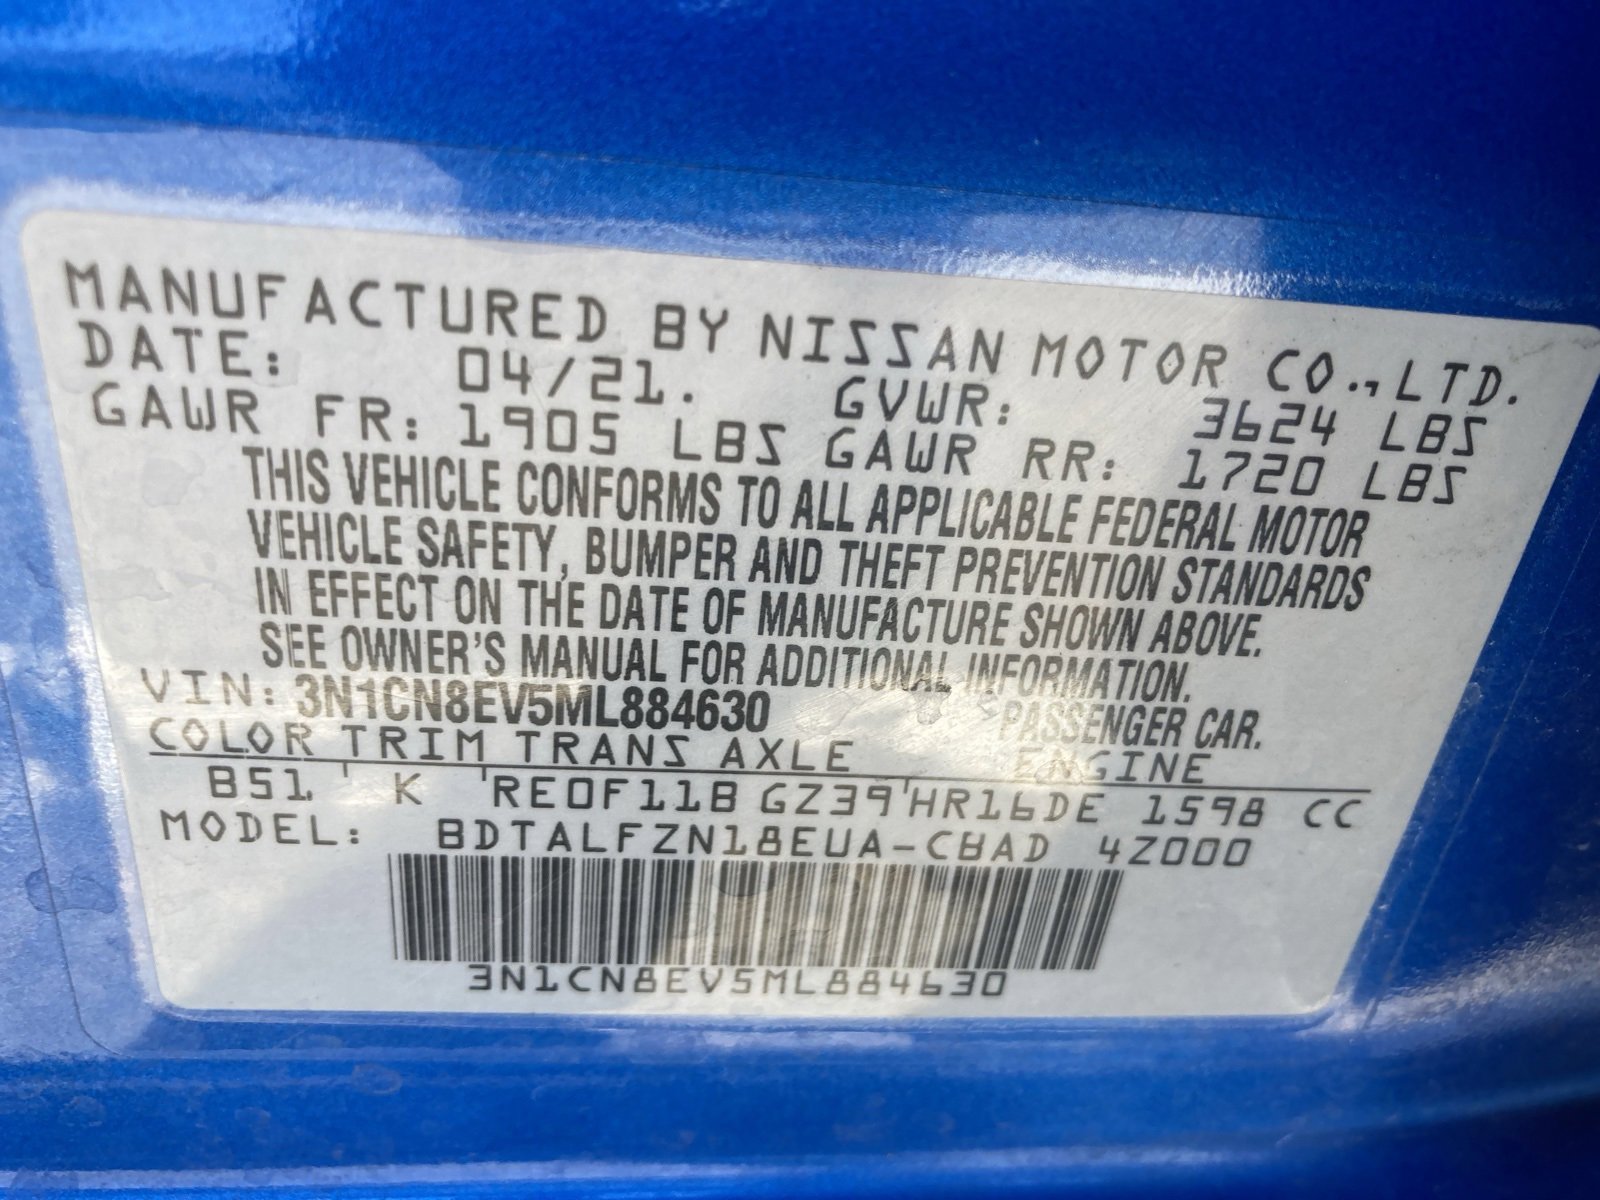 MANUFACTURED BY NISSAN MOTOR CO.,LTD.
DATE: 04/21. GVWR: 3624 LBS
GAWR FR: 1905 LBS GAWR RR: 1720 LBS
THIS VEHICLE CONFORMS TO ALL APPLICABLE FEDERAL MOTOR
VEHICLE SAFETY, BUMPER AND THEFT PREVENTION STANDARDS
IN EFFECT ON THE DATE OF MANUFACTURE SHOWN ABOVE.
SEE OWNER'S MANUAL FOR ADDITIONAL INFORMATION.
VIN: 3N1CN8EV5ML884630 PASSENGER CAR.
COLOR TRIM TRANS AXLE ENGINE
B51 K RE0F11B GZ39 HR16DE 1598 CC
MODEL: BDTALFZN18EUA-CBAD 4Z000
3N1CN8EV5ML884630